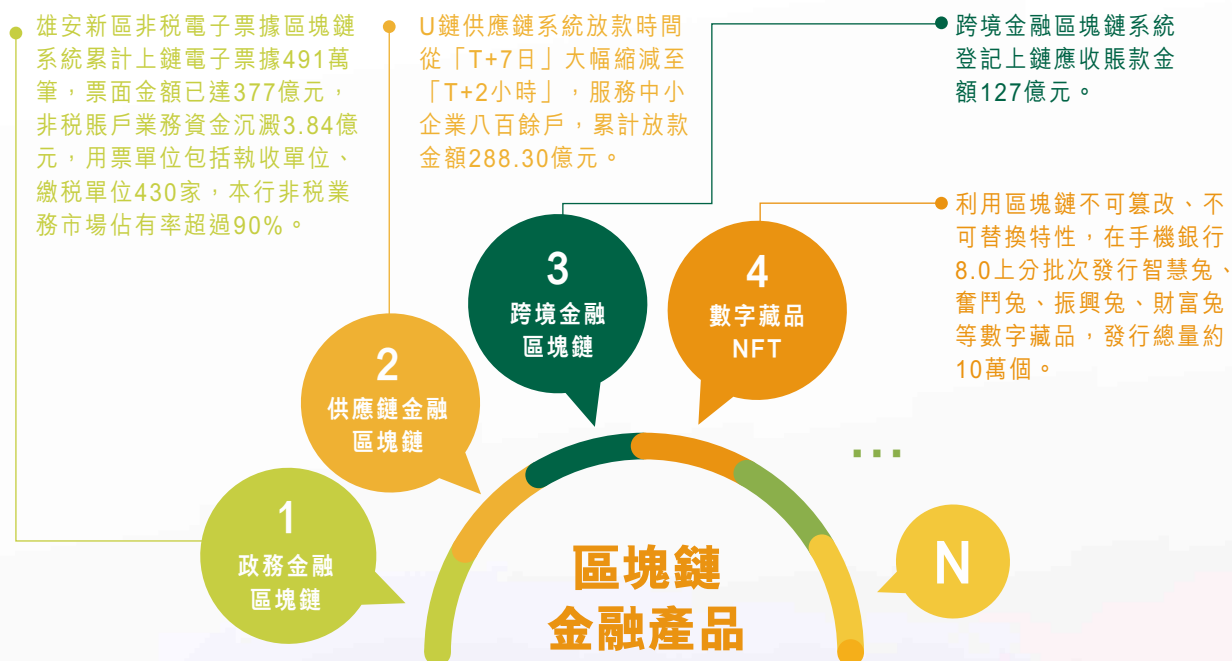 雄安新區非税電子票據區塊鏈
系統累計上鏈電子票據491萬
筆，票面金額已達377億元，
非税賬戶業務資金沉澱3.84億
元，用票單位包括執收單位、
繳税單位430家，本行非税業
務市場佔有率超過90%。
U鏈供應鏈系統放款時間
從「T+7日」大幅縮減至
「T+2小時」，服務中小
企業八百餘戶，累計放款
金額288.30億元。
跨境金融區塊鏈系統
登記上鏈應收賬款金
額127億元。
利用區塊鏈不可篡改、不
可替換特性，在手機銀行
8.0上分批次發行智慧兔、
奮鬥兔、振興兔、財富兔
等數字藏品，發行總量約
10萬個。
1
政務金融
區塊鏈
2
供應鏈金融
區塊鏈
3
跨境金融
區塊鏈
4
數字藏品
NFT
...
N
區塊鏈
金融產品